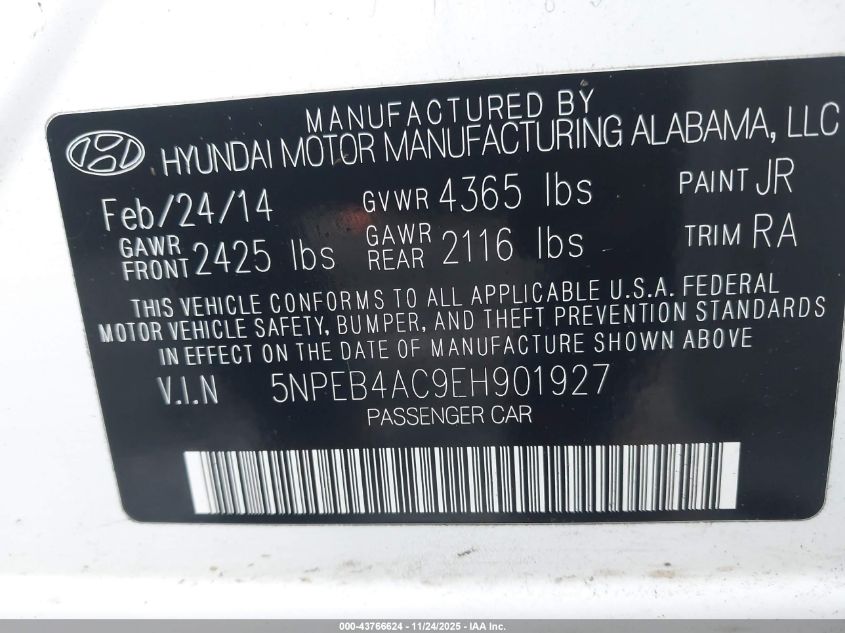 MANUFACTURED BY
HYUNDAI MOTOR MANUFACTURING ALABAMA, LLC
Feb/24/14 GVWR 4365 lbs PAINT JR
GAWR FRONT 2425 lbs GAWR REAR 2116 lbs TRIM RA
THIS VEHICLE CONFORMS TO ALL APPLICABLE U.S.A. FEDERAL
MOTOR VEHICLE SAFETY, BUMPER, AND THEFT PREVENTION STANDARDS
IN EFFECT ON THE DATE OF MANUFACTURE SHOWN ABOVE
V.I.N 5NPEB4AC9EH901927
PASSENGER CAR
000-43766624 - 11/24/2025 - IAA Inc.